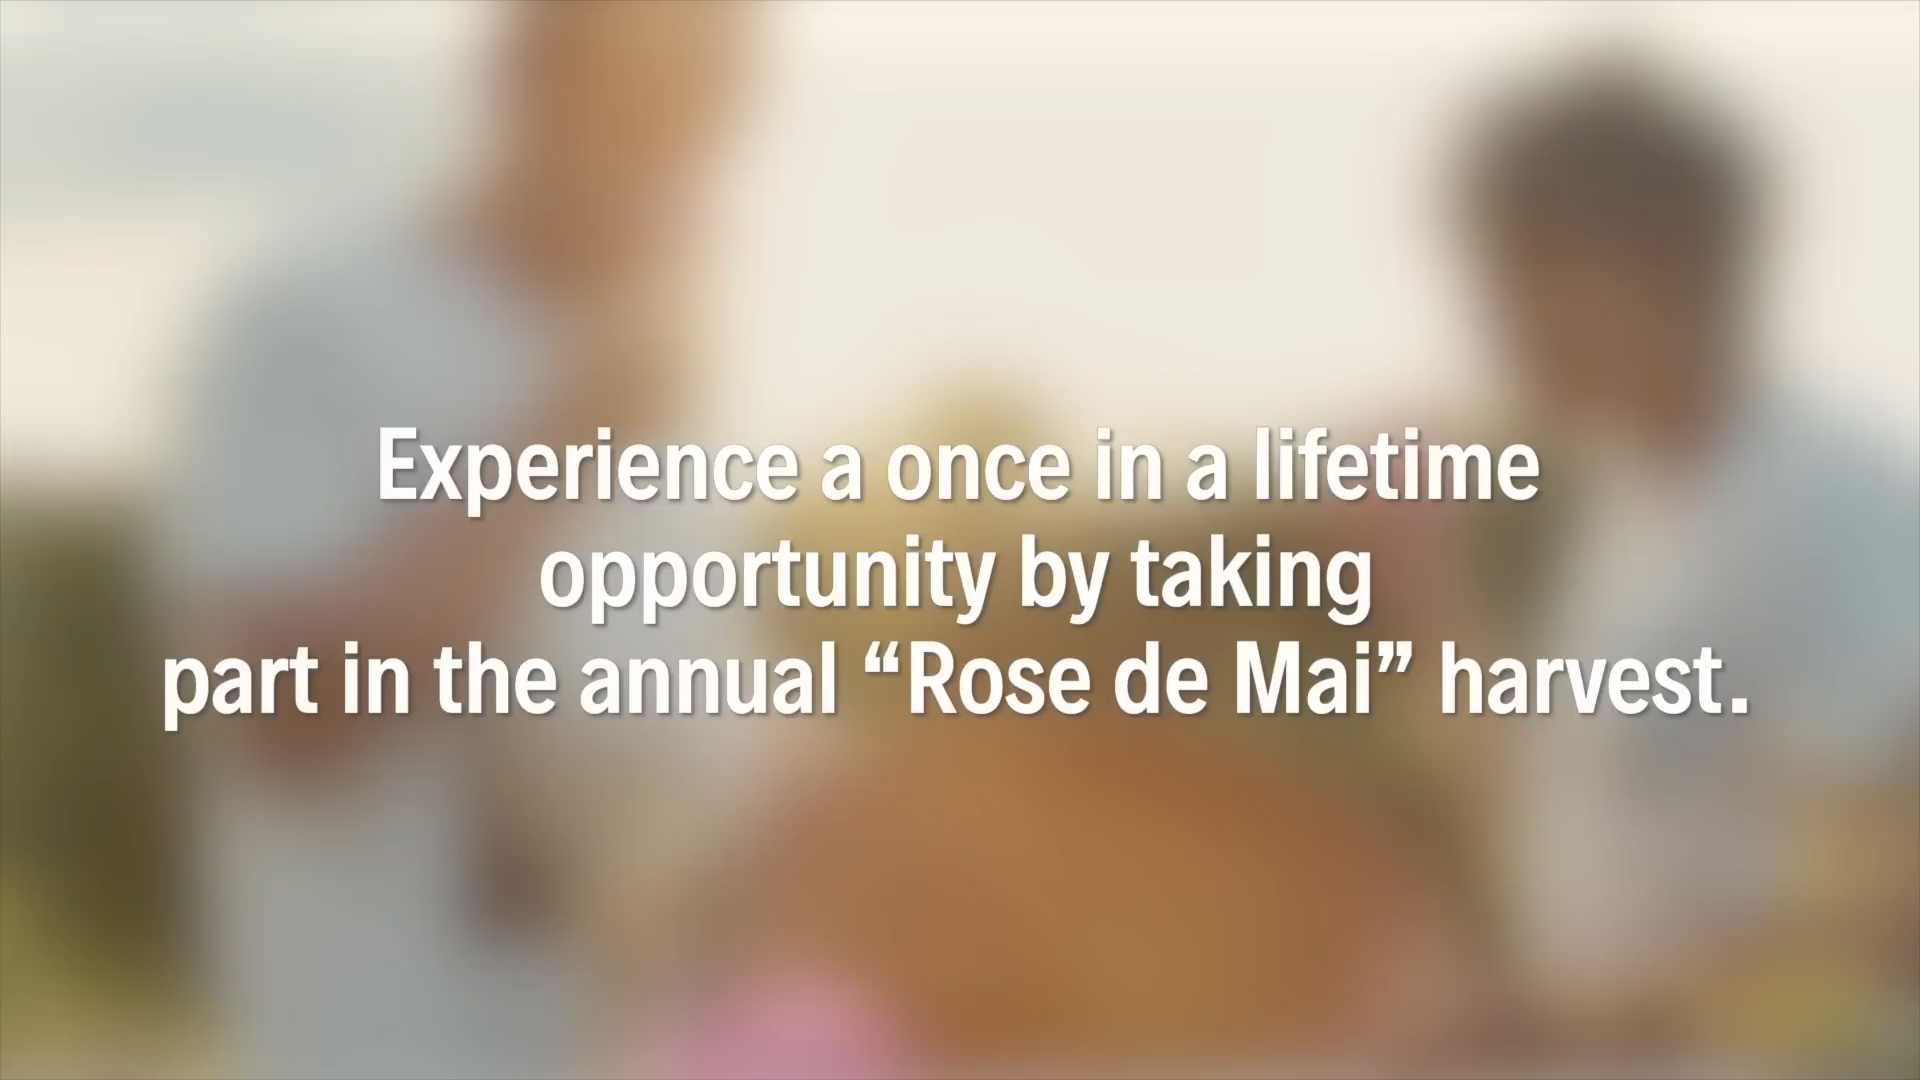 Experience a once in a lifetime
opportunity by taking
part in the annual “Rose de Mai” harvest.